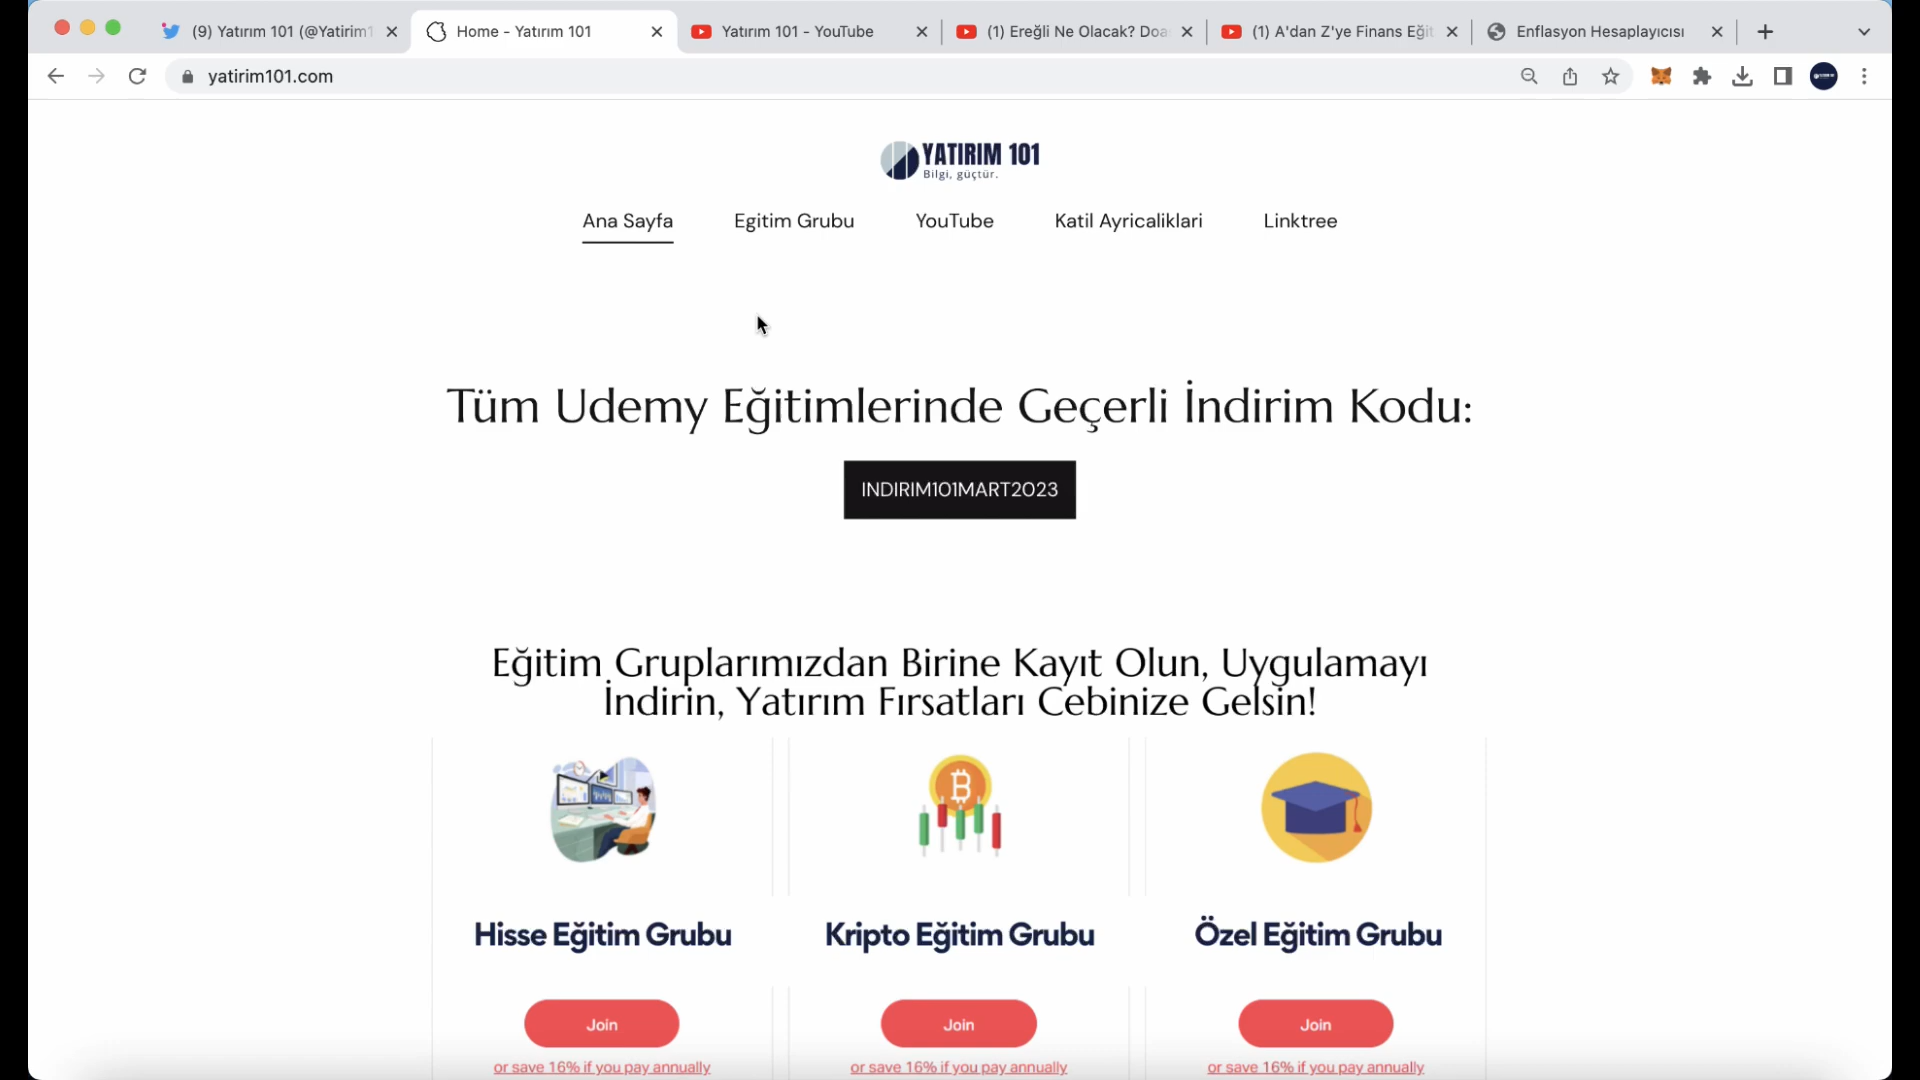 (9) Yatırım 101 (@Yatirim1
Home - Yatırım 101
Yatırım 101 - YouTube
(1) Ereğli Ne Olacak? Doa
(1) A'dan Z'ye Finans Eğit
Enflasyon Hesaplayıcısı
yatirim101.com
YATIRIM 101
Bilgi, güçtür.
Ana Sayfa
Egitim Grubu
YouTube
Katil Ayricaliklari
Linktree
Tüm Udemy Eğitimlerinde Geçerli İndirim Kodu:
INDIRIM101MART2023
Eğitim Gruplarımızdan Birine Kayıt Olun, Uygulamayı
İndirin, Yatırım Fırsatları Cebinize Gelsin!
Hisse Eğitim Grubu
Kripto Eğitim Grubu
Özel Eğitim Grubu
Join
Join
Join
or save 16% if you pay annually
or save 16% if you pay annually
or save 16% if you pay annually